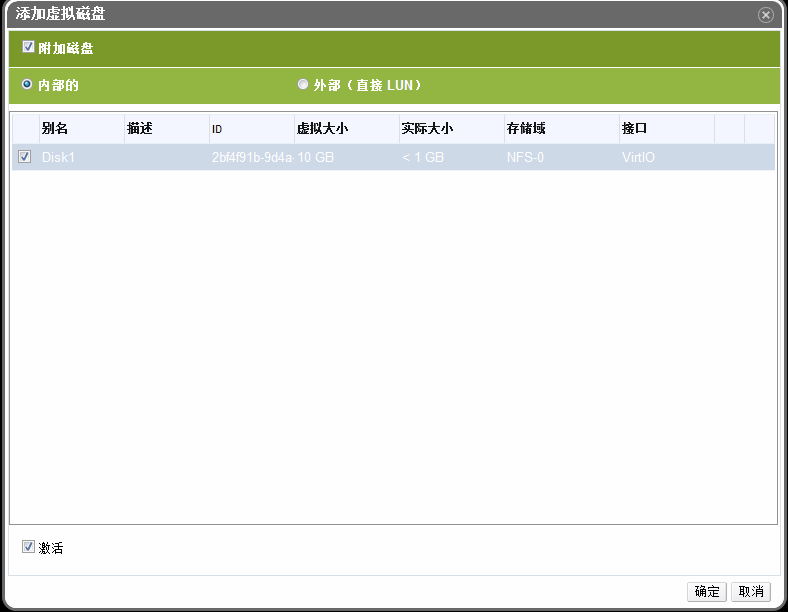 添加虚拟磁盘
附加磁盘
内部的 外部（直接 LUN）
别名 描述 ID 虚拟大小 实际大小 存储域 接口
Disk1 2bf4f91b-9d4a- 10 GB < 1 GB NFS-0 VirtIO
激活
确定 取消